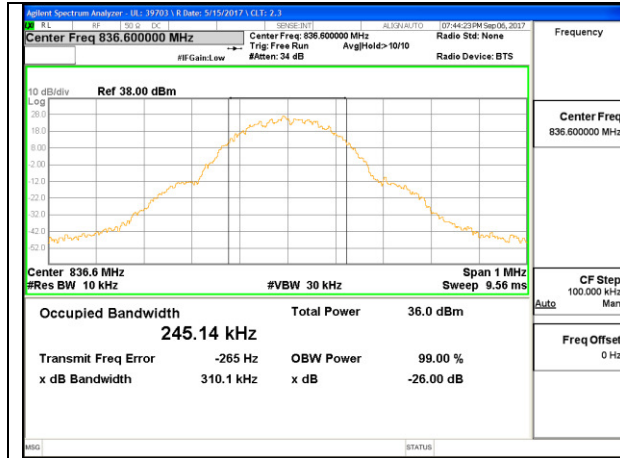 Agilent Spectrum Analyzer - UL: 39703 \ R Date: 5/15/2017 \ CLT: 2.3
RL RF 50 Ω DC SENSE:INT ALIGN AUTO 07:44:23 PM Sep 06, 2017
Center Freq 836.600000 MHz
Center Freq: 836.600000 MHz
Radio Std: None
Trig: Free Run Avg|Hold:> 10/10
#IFGain:Low #Atten: 34 dB Radio Device: BTS
Frequency
10 dB/div Ref 38.00 dBm
Log
28.0
18.0
8.00
-2.00
-12.0
-22.0
-32.0
-42.0
-52.0
Center Freq
836.600000 MHz
Center 836.6 MHz Span 1 MHz
#Res BW 10 kHz #VBW 30 kHz Sweep 9.56 ms
CF Step
100.000 kHz
Auto Man
Occupied Bandwidth Total Power 36.0 dBm
245.14 kHz
Transmit Freq Error -265 Hz OBW Power 99.00 %
x dB Bandwidth 310.1 kHz x dB -26.00 dB
Freq Offset
0 Hz
MSG STATUS